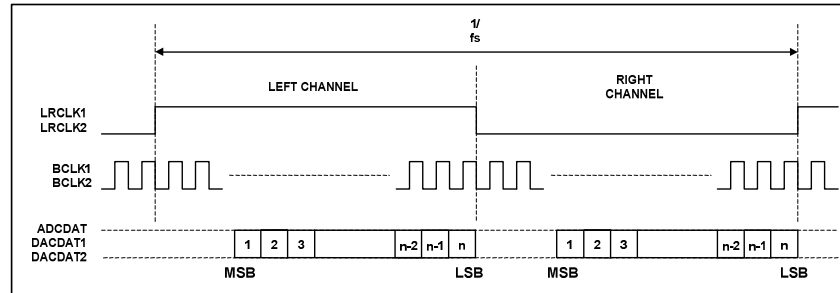 1/
fs
LEFT CHANNEL
RIGHT
CHANNEL
LRCLK1
LRCLK2
BCLK1
BCLK2
ADCDAT
DACDAT1
DACDAT2
1 2 3 n-2 n-1 n 1 2 3 n-2 n-1 n
MSB LSB MSB LSB